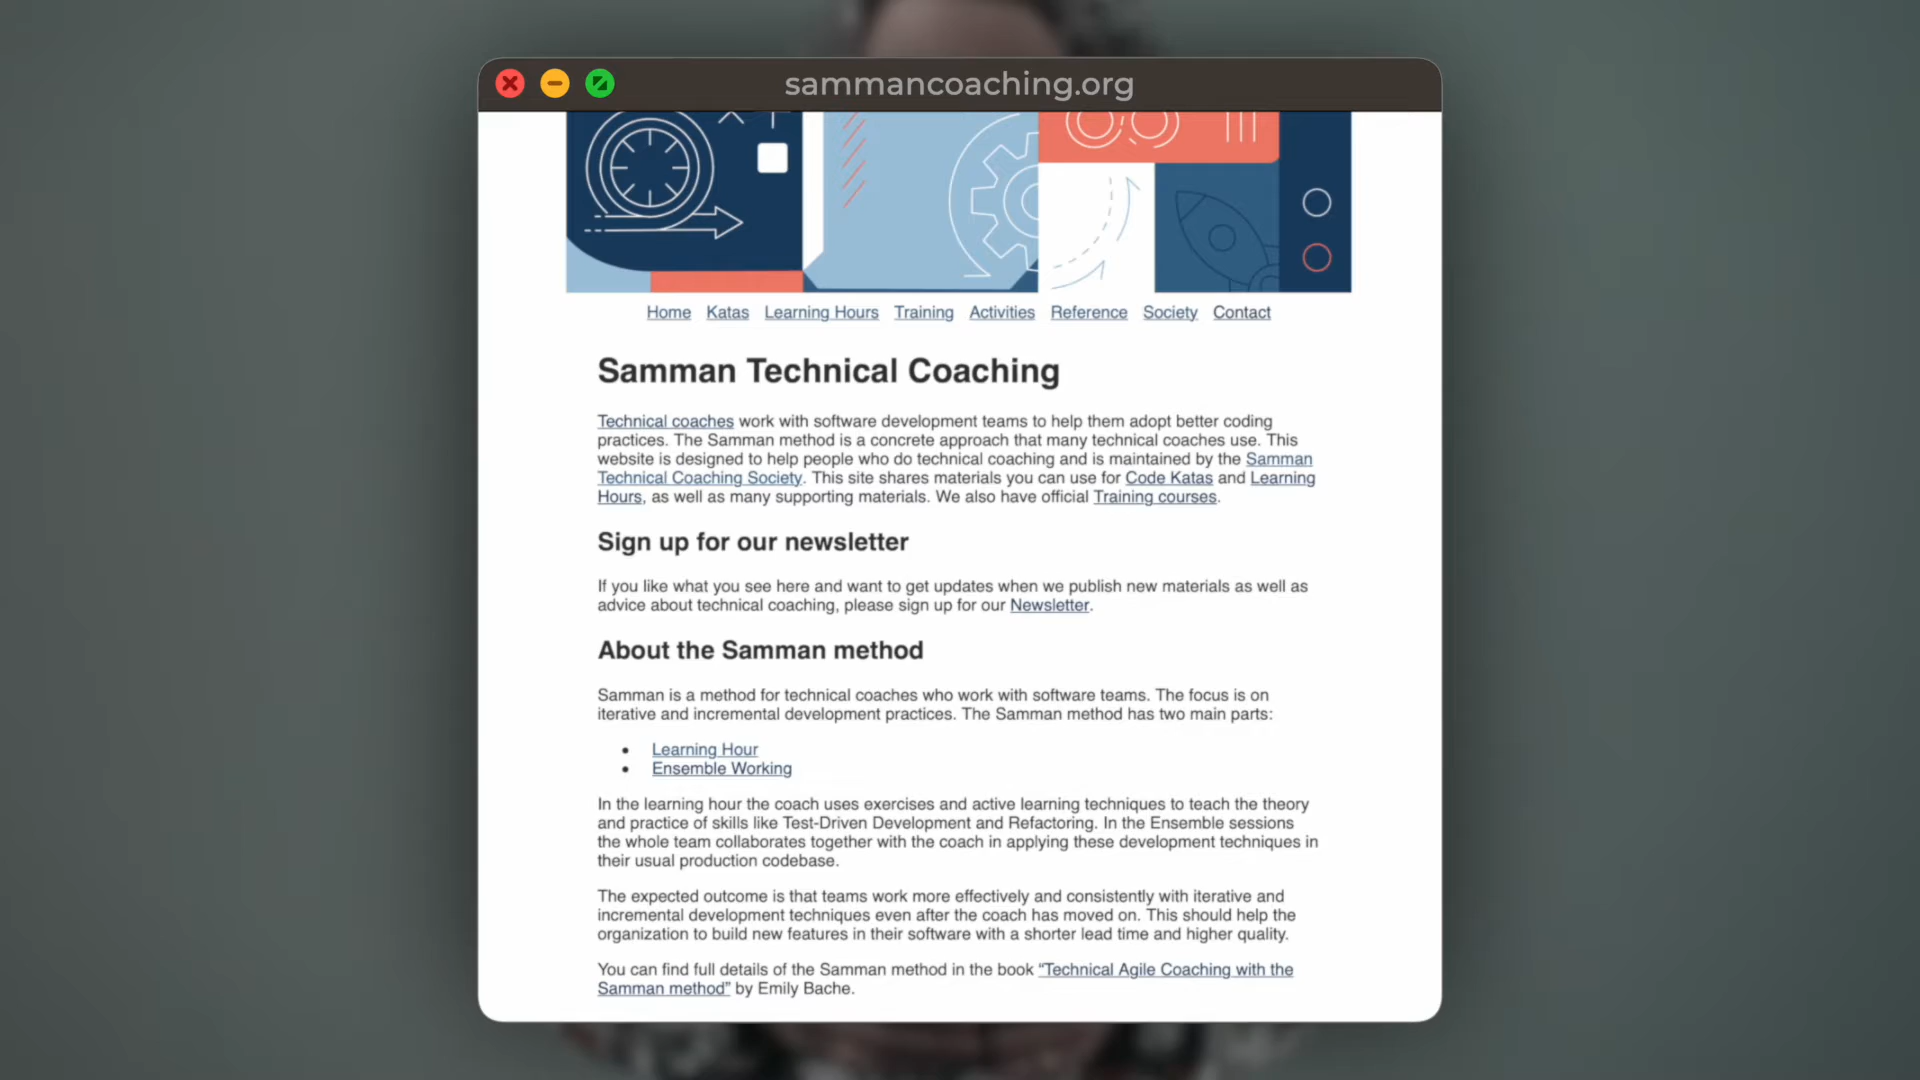 sammancoaching.org
Home Katas Learning Hours Training Activities Reference Society Contact
Samman Technical Coaching
Technical coaches work with software development teams to help them adopt better coding
practices. The Samman method is a concrete approach that many technical coaches use. This
website is designed to help people who do technical coaching and is maintained by the Samman
Technical Coaching Society. This site shares materials you can use for Code Katas and Learning
Hours, as well as many supporting materials. We also have official Training courses.
Sign up for our newsletter
If you like what you see here and want to get updates when we publish new materials as well as
advice about technical coaching, please sign up for our Newsletter.
About the Samman method
Samman is a method for technical coaches who work with software teams. The focus is on
iterative and incremental development practices. The Samman method has two main parts:
• Learning Hour
• Ensemble Working
In the learning hour the coach uses exercises and active learning techniques to teach the theory
and practice of skills like Test-Driven Development and Refactoring. In the Ensemble sessions
the whole team collaborates together with the coach in applying these development techniques in
their usual production codebase.
The expected outcome is that teams work more effectively and consistently with iterative and
incremental development techniques even after the coach has moved on. This should help the
organization to build new features in their software with a shorter lead time and higher quality.
You can find full details of the Samman method in the book “Technical Agile Coaching with the
Samman method” by Emily Bache.